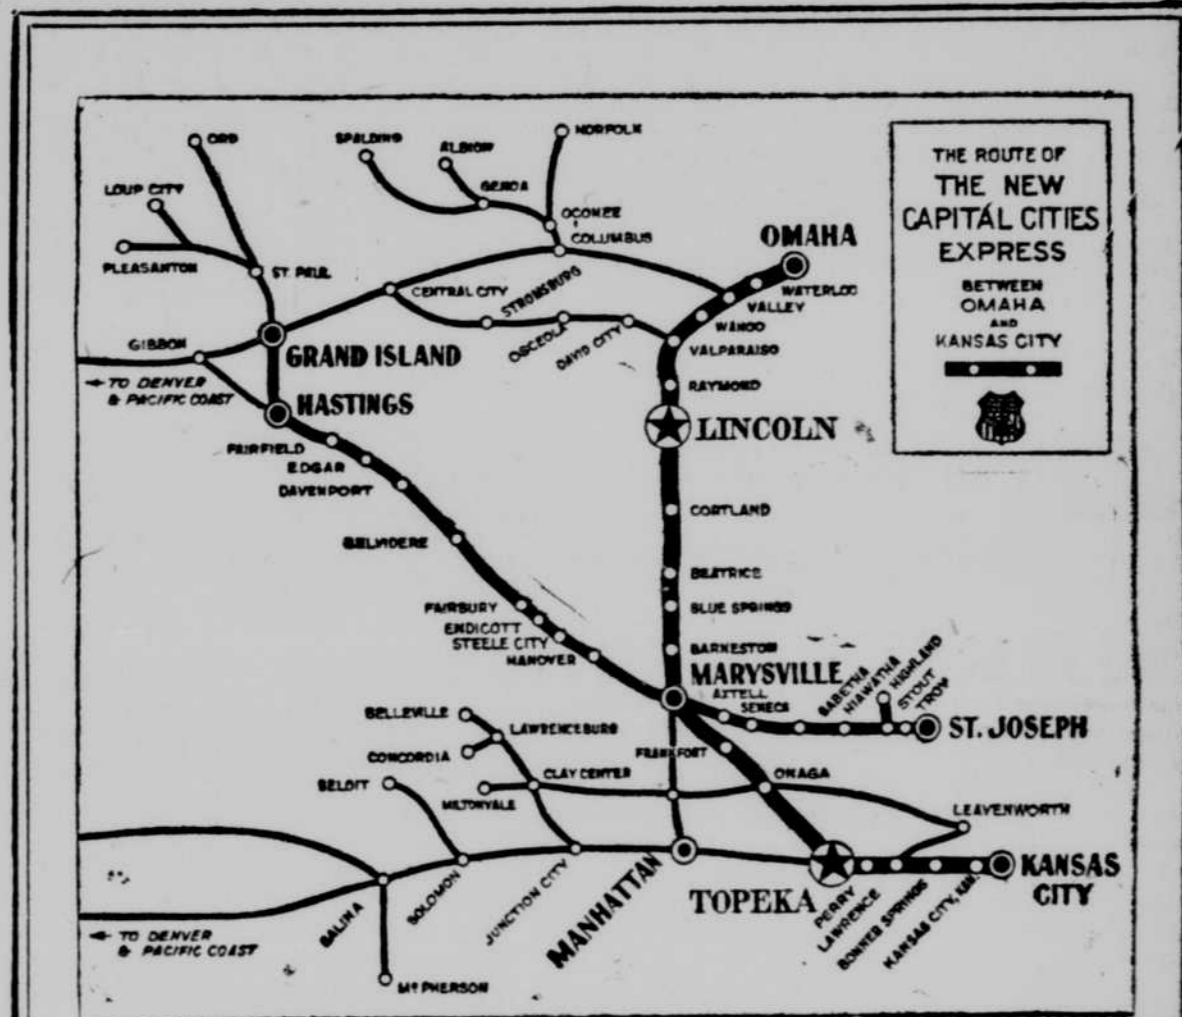 THE ROUTE OF
THE NEW
CAPITAL CITIES
EXPRESS
BETWEEN
OMAHA
AND
KANSAS CITY
ORD
SPALDING
ALBION
NORFOLK
LOUP CITY
GENOA
OCONEE
COLUMBUS
OMAHA
PLEASANTON
ST. PAUL
CENTRAL CITY
STROMSBURG
WATERLOO
VALLEY
WAHOO
OSCEOLA
DAVID CITY
VALPARAISO
GIBBON
GRAND ISLAND
← TO DENVER
& PACIFIC COAST
RAYMOND
HASTINGS
LINCOLN
FAIRFIELD
EDGAR
DAVENPORT
CORTLAND
BELVIDERE
BEATRICE
FAIRBURY
BLUE SPRINGS
ENDICOTT
STEELE CITY
BARNESTON
HANOVER
MARYSVILLE
AXTELL
SENECA
SABETHA
HIAWATHA
HIGHLAND
STOUT
TROY
ST. JOSEPH
BELLEVILLE
LAWRENCEBURG
CONCORDIA
FRANKFORT
BELOIT
CLAY CENTER
ONAGA
MILTONVALE
LEAVENWORTH
KANSAS
CITY
SALINA
SOLOMON
JUNCTION CITY
MANHATTAN
TOPEKA
PERRY
LAWRENCE
BONNER SPRINGS
KANSAS CITY, KAN.
← TO DENVER
& PACIFIC COAST
McPHERSON